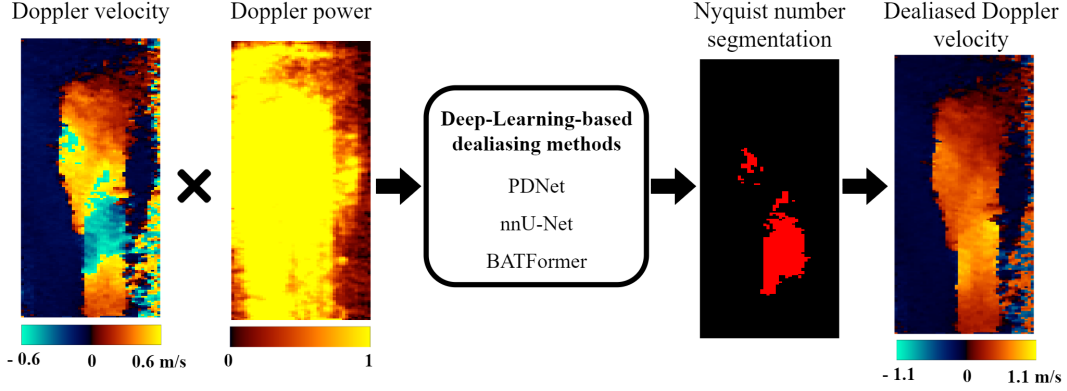 Doppler velocity
Doppler power
Nyquist number
segmentation
Dealiased Doppler
velocity
Deep-Learning-based
dealiasing methods
PDNet
nnU-Net
BATFormer
- 0.6 0 0.6 m/s
0 1
- 1.1 0 1.1 m/s